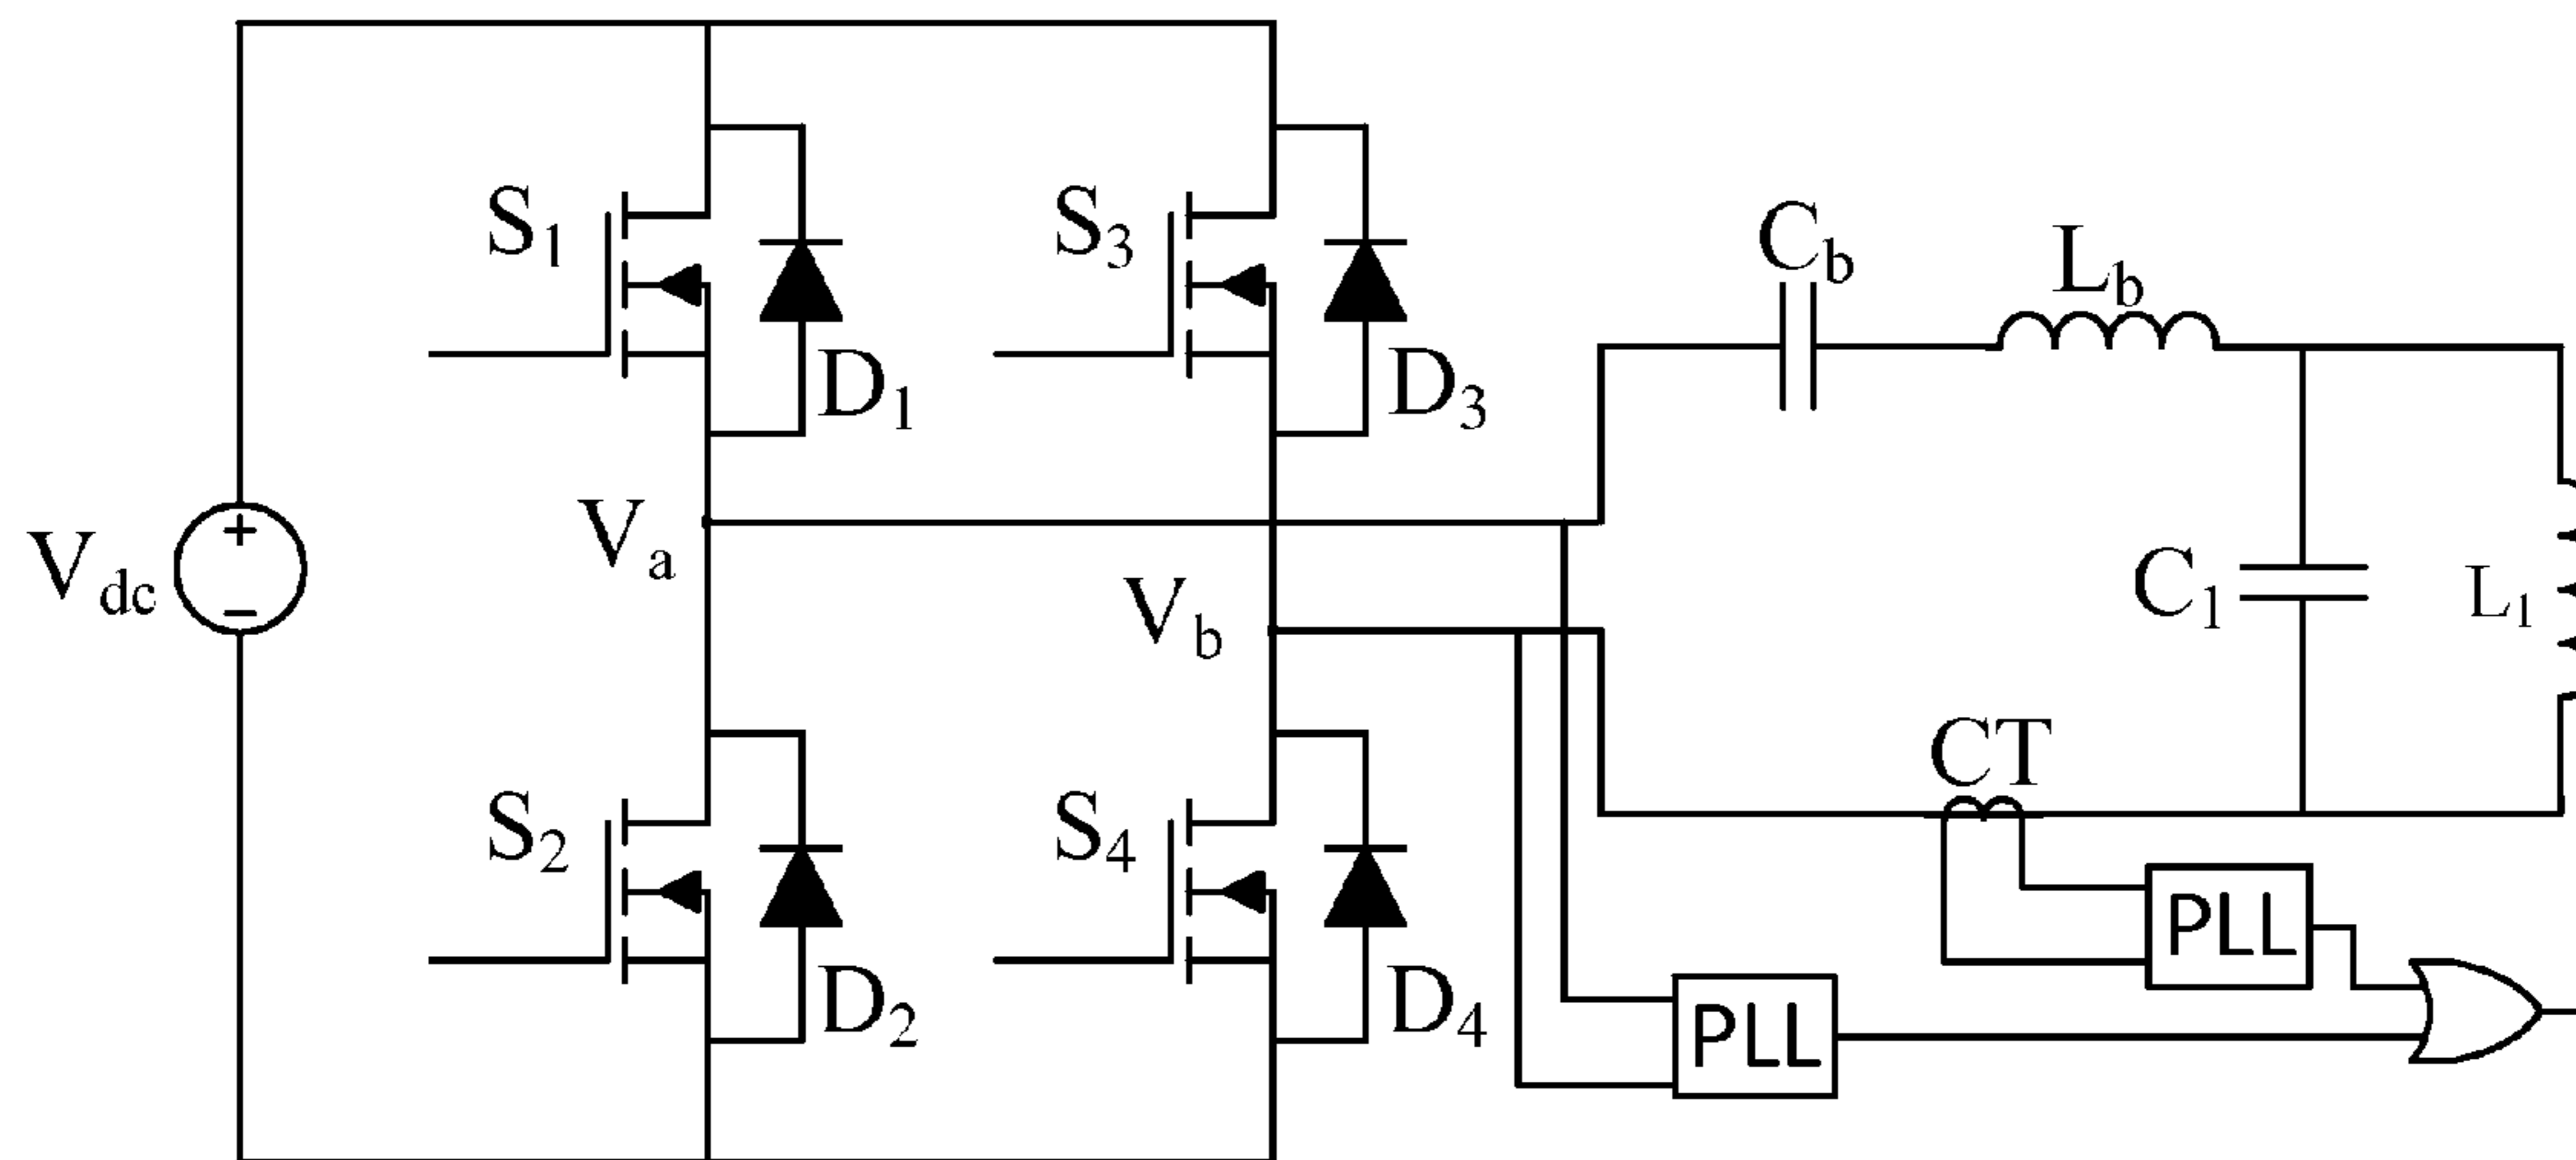 S1
D1
S3
D3
Cb
Lb
Vdc
+
−
Va
Vb
C1
L1
S2
D2
S4
D4
CT
PLL
PLL